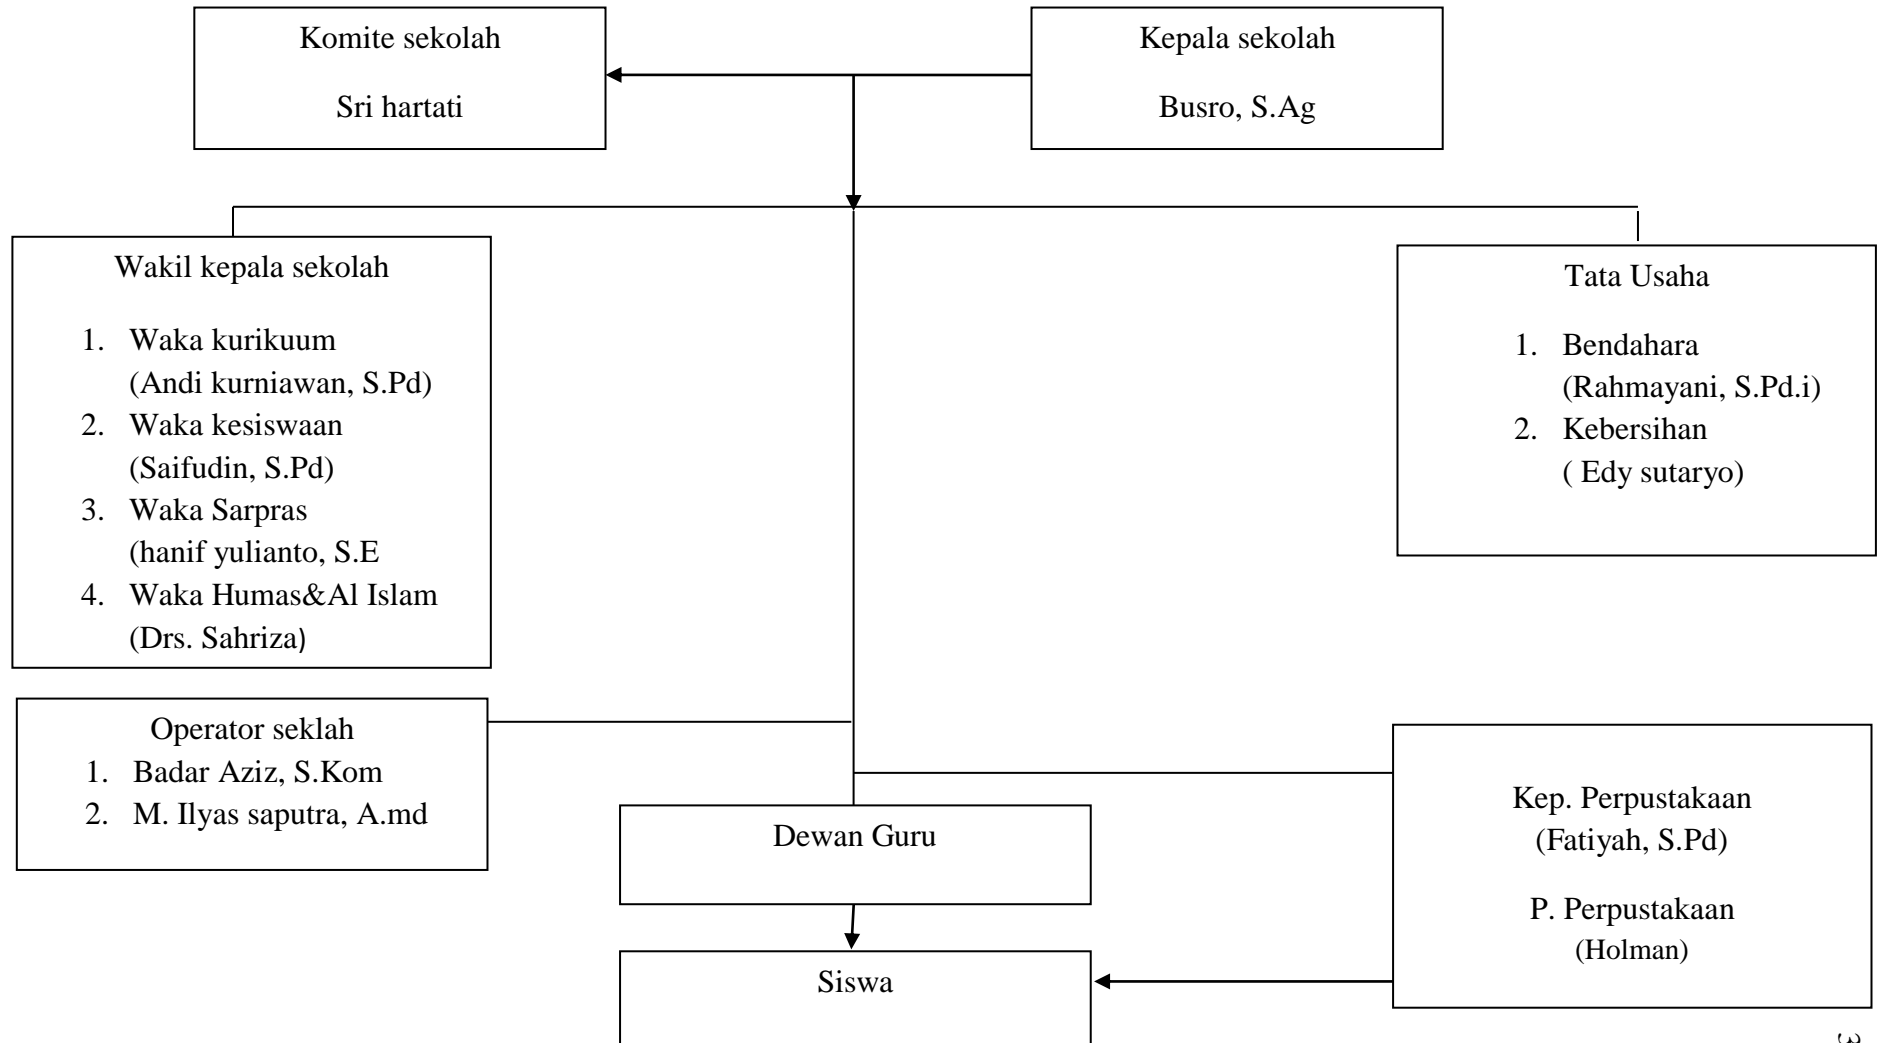 Komite sekolah
Sri hartati
Kepala sekolah
Busro, S.Ag
Wakil kepala sekolah
1. Waka kurikuum
(Andi kurniawan, S.Pd)
2. Waka kesiswaan
(Saifudin, S.Pd)
3. Waka Sarpras
(hanif yulianto, S.E
4. Waka Humas&Al Islam
(Drs. Sahriza)
Tata Usaha
1. Bendahara
(Rahmayani, S.Pd.i)
2. Kebersihan
( Edy sutaryo)
Operator seklah
1. Badar Aziz, S.Kom
2. M. Ilyas saputra, A.md
Dewan Guru
Kep. Perpustakaan
(Fatiyah, S.Pd)
P. Perpustakaan
(Holman)
Siswa
3